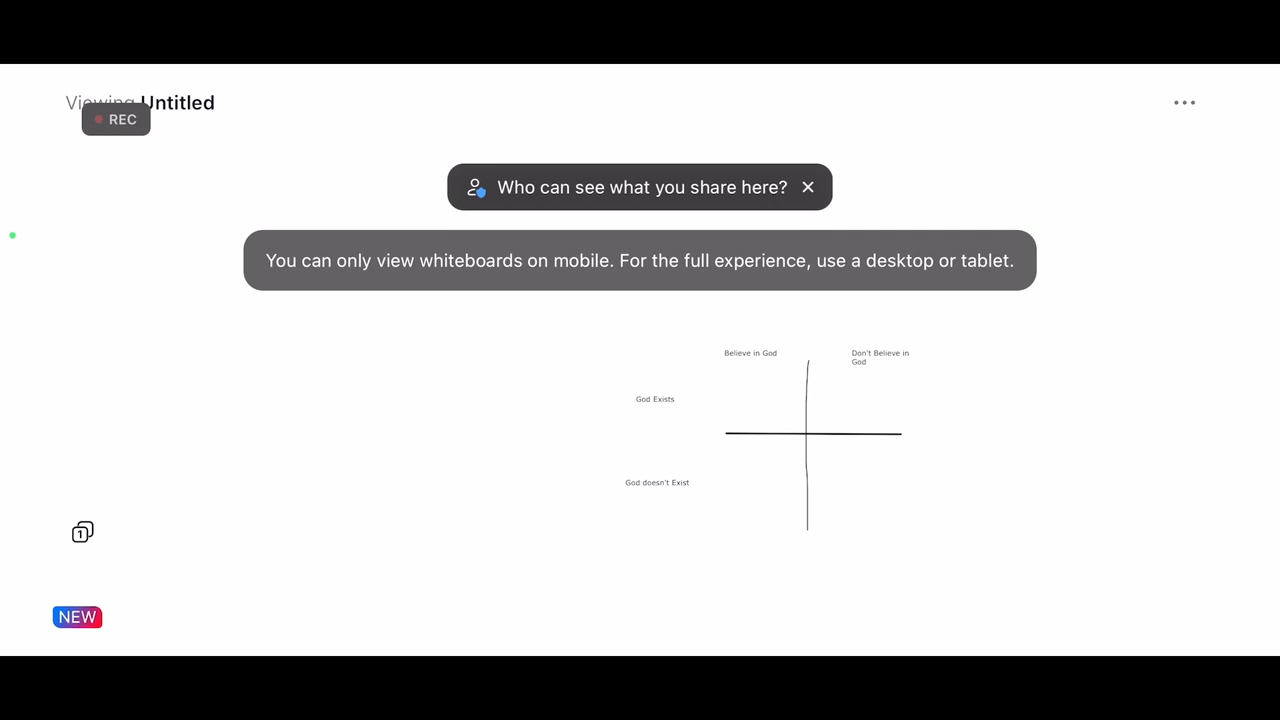 Viewing Untitled
REC
Who can see what you share here?
You can only view whiteboards on mobile. For the full experience, use a desktop or tablet.
Believe in God
Don't Believe in
God
God Exists
God doesn't Exist
1
NEW